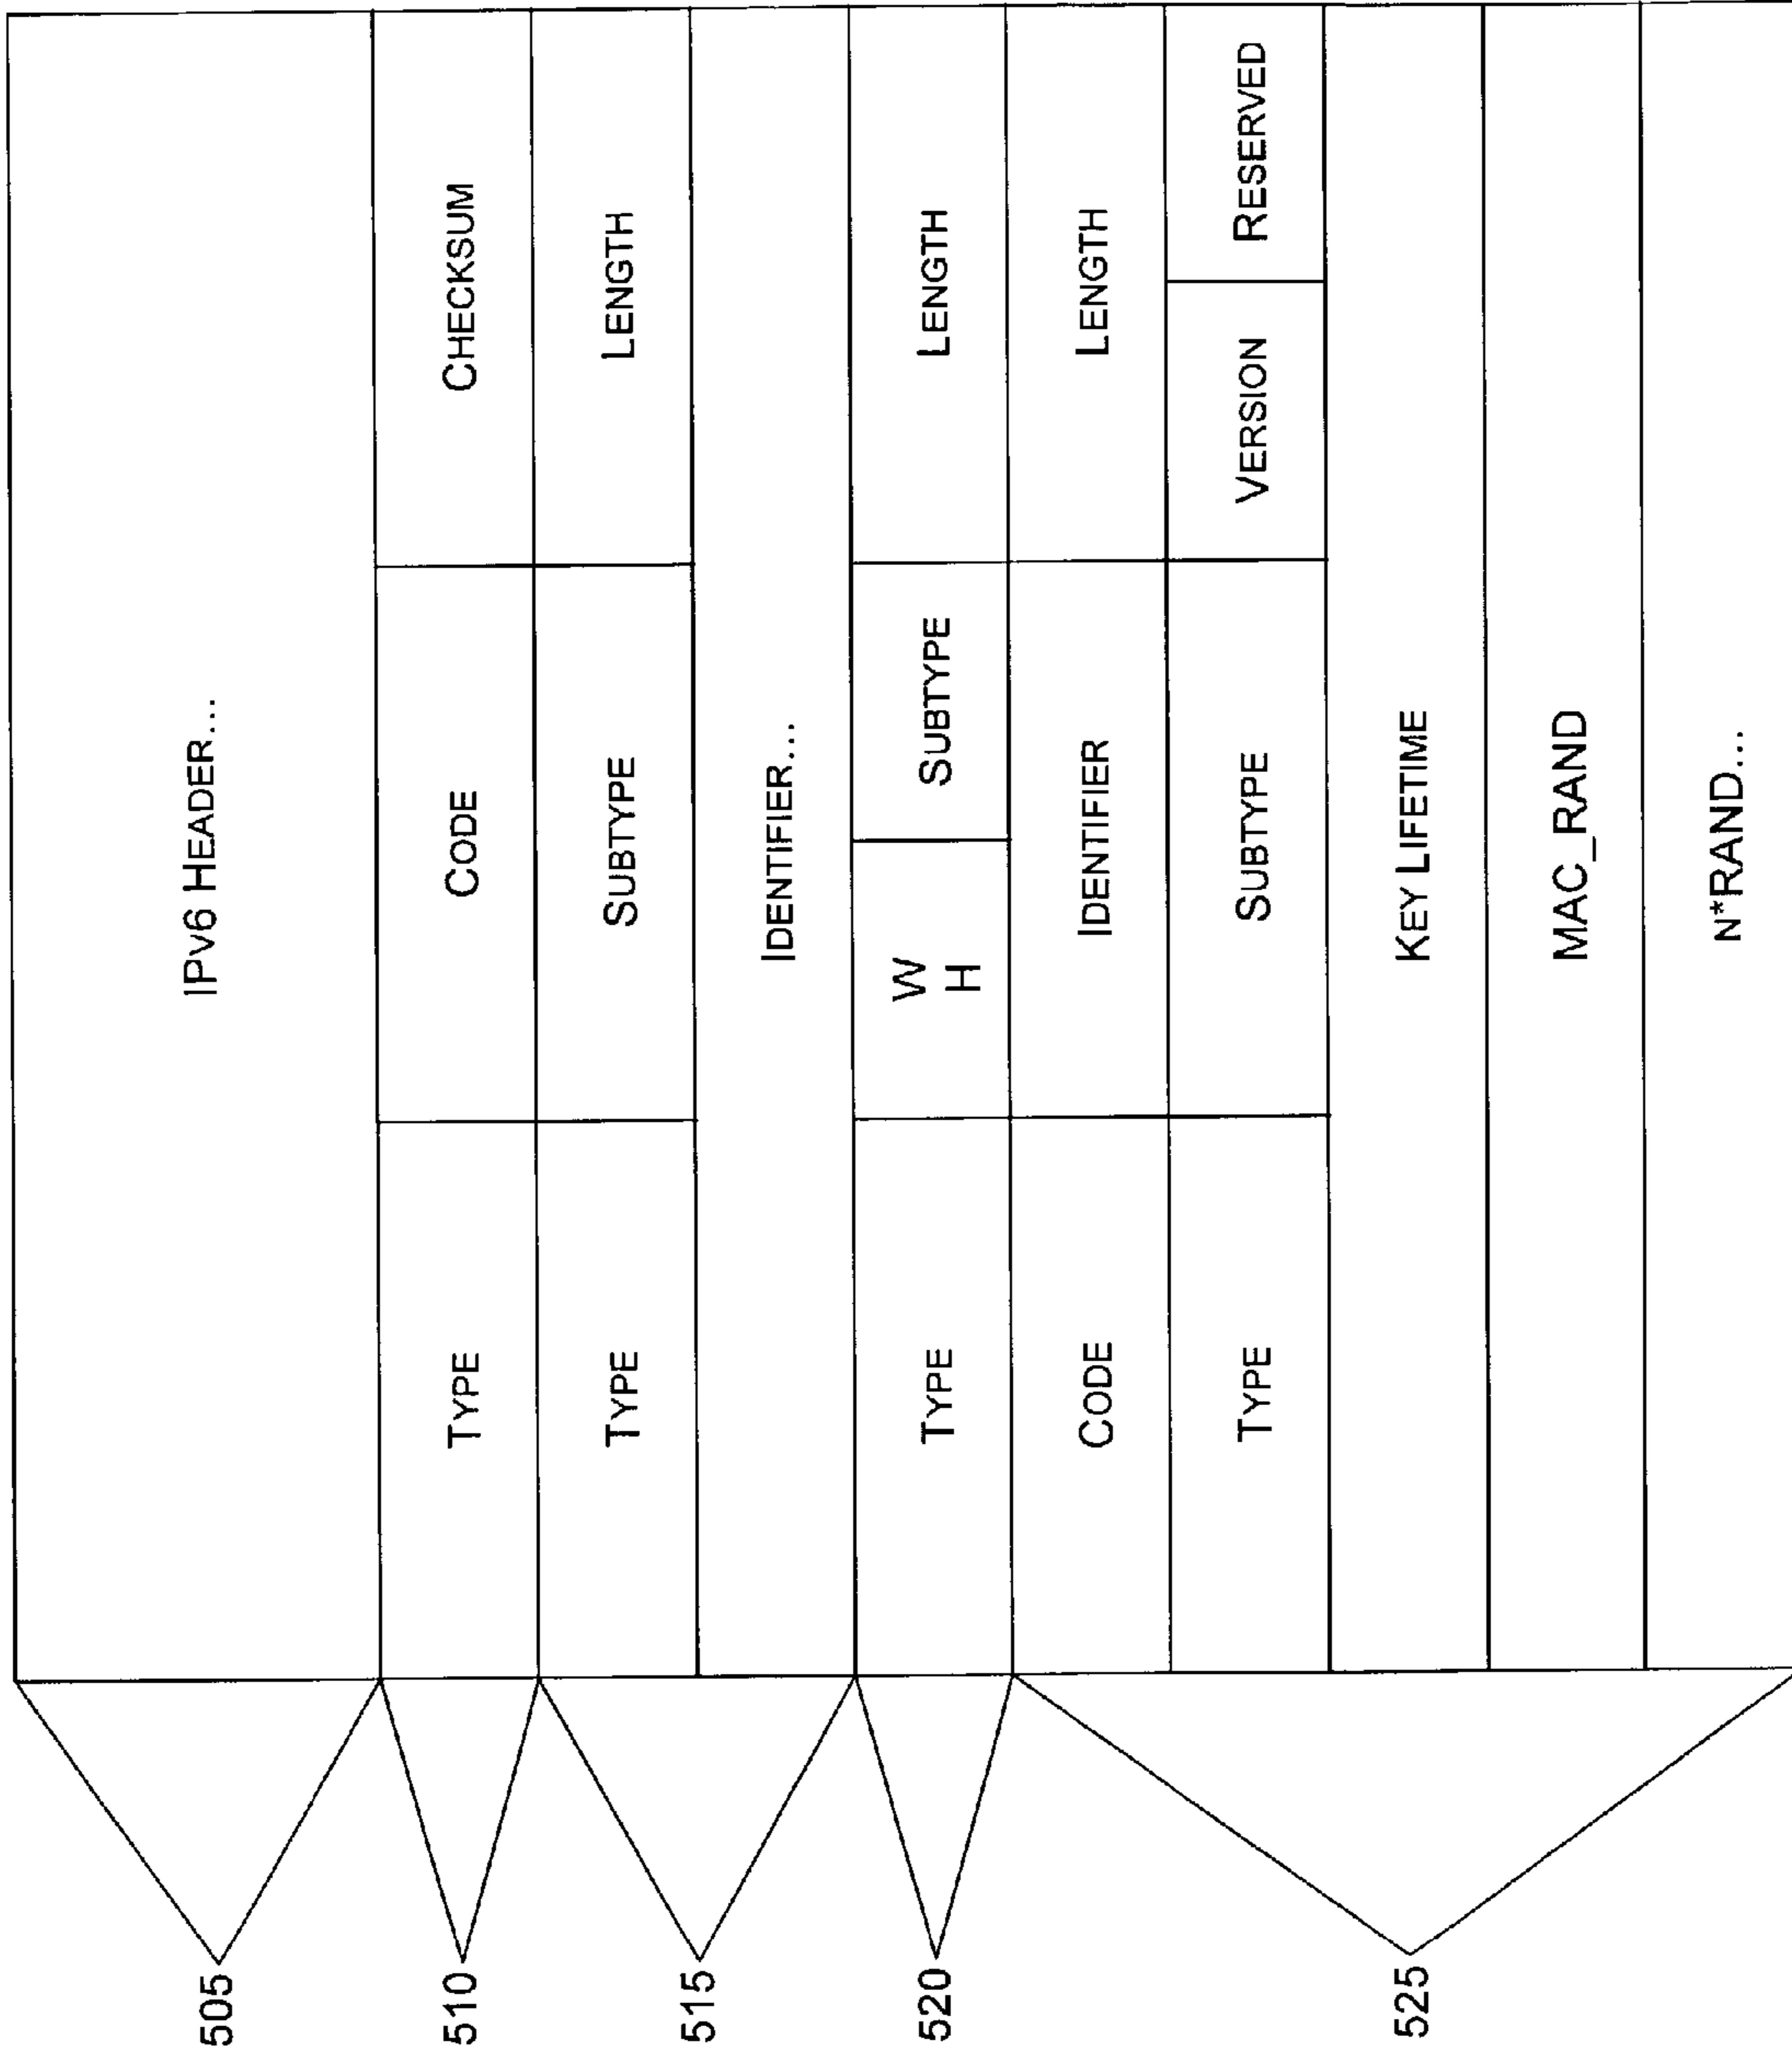 505 IPV6 HEADER...
510 TYPE CODE CHECKSUM
515 TYPE SUBTYPE LENGTH
IDENTIFIER...
520 TYPE W H SUBTYPE LENGTH
525 CODE IDENTIFIER LENGTH
TYPE SUBTYPE VERSION RESERVED
KEY LIFETIME
MAC_RAND
N*RAND...